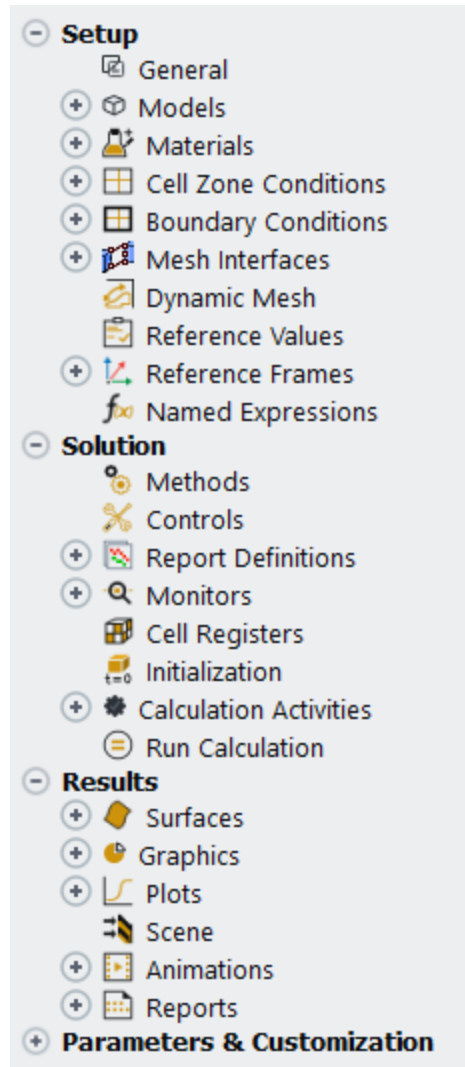 Setup
General
Models
Materials
Cell Zone Conditions
Boundary Conditions
Mesh Interfaces
Dynamic Mesh
Reference Values
Reference Frames
f(x) Named Expressions
Solution
Methods
Controls
Report Definitions
Monitors
Cell Registers
t=0 Initialization
Calculation Activities
Run Calculation
Results
Surfaces
Graphics
Plots
Scene
Animations
Reports
Parameters & Customization